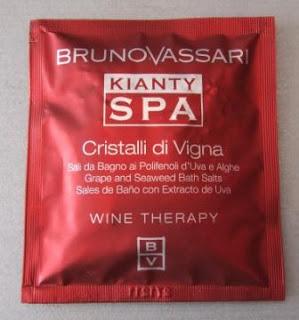 BRUNOVASSARI
KIANTY
SPA
Cristalli di Vigna
Sali da Bagno ai Polifenoli d'Uva e Alghe
Grape and Seaweed Bath Salts
Sales de Baño con Extracto de Uva
WINE THERAPY
B
V